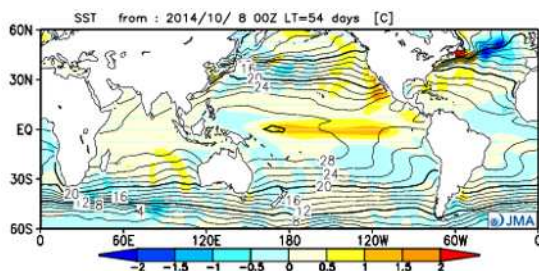 SST from : 2014/10/ 8 00Z LT=54 days [C]
60N
30N
EQ
30S
60S
16
20
24
28
24
20
16
12
20
12
8
16
4
JMA
0 60E 120E 180 120W 60W 0
-2 -1.5 -1 -0.5 0 0.5 1 1.5 2